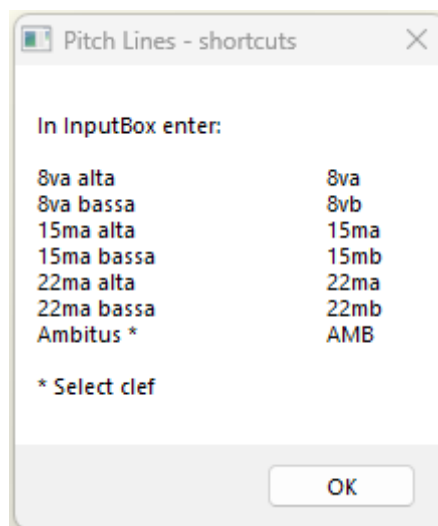 Pitch Lines - shortcuts
In InputBox enter:
8va alta 8va
8va bassa 8vb
15ma alta 15ma
15ma bassa 15mb
22ma alta 22ma
22ma bassa 22mb
Ambitus * AMB
* Select clef
OK